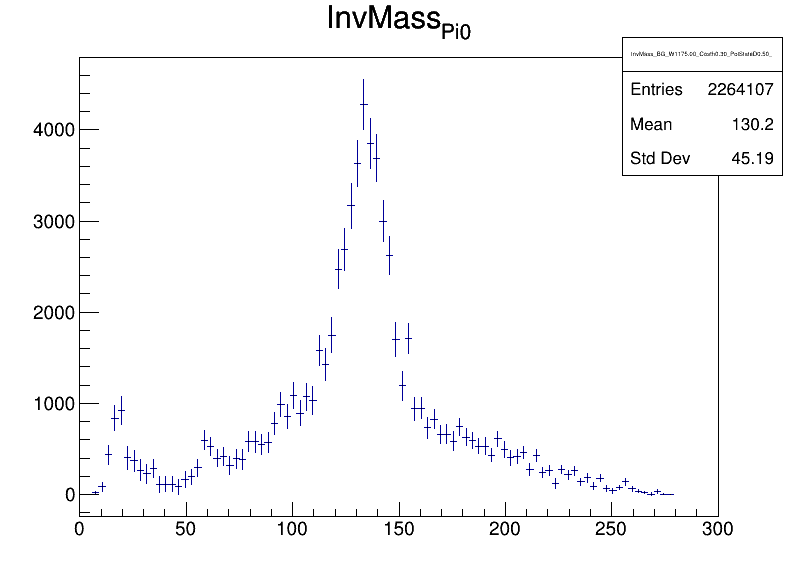 InvMassPi0
InvMass_BG_W1175.00_Costh0.30_PolStateD0.50_
Entries 2264107
Mean 130.2
Std Dev 45.19
4000
3000
2000
1000
0
0 50 100 150 200 250 300